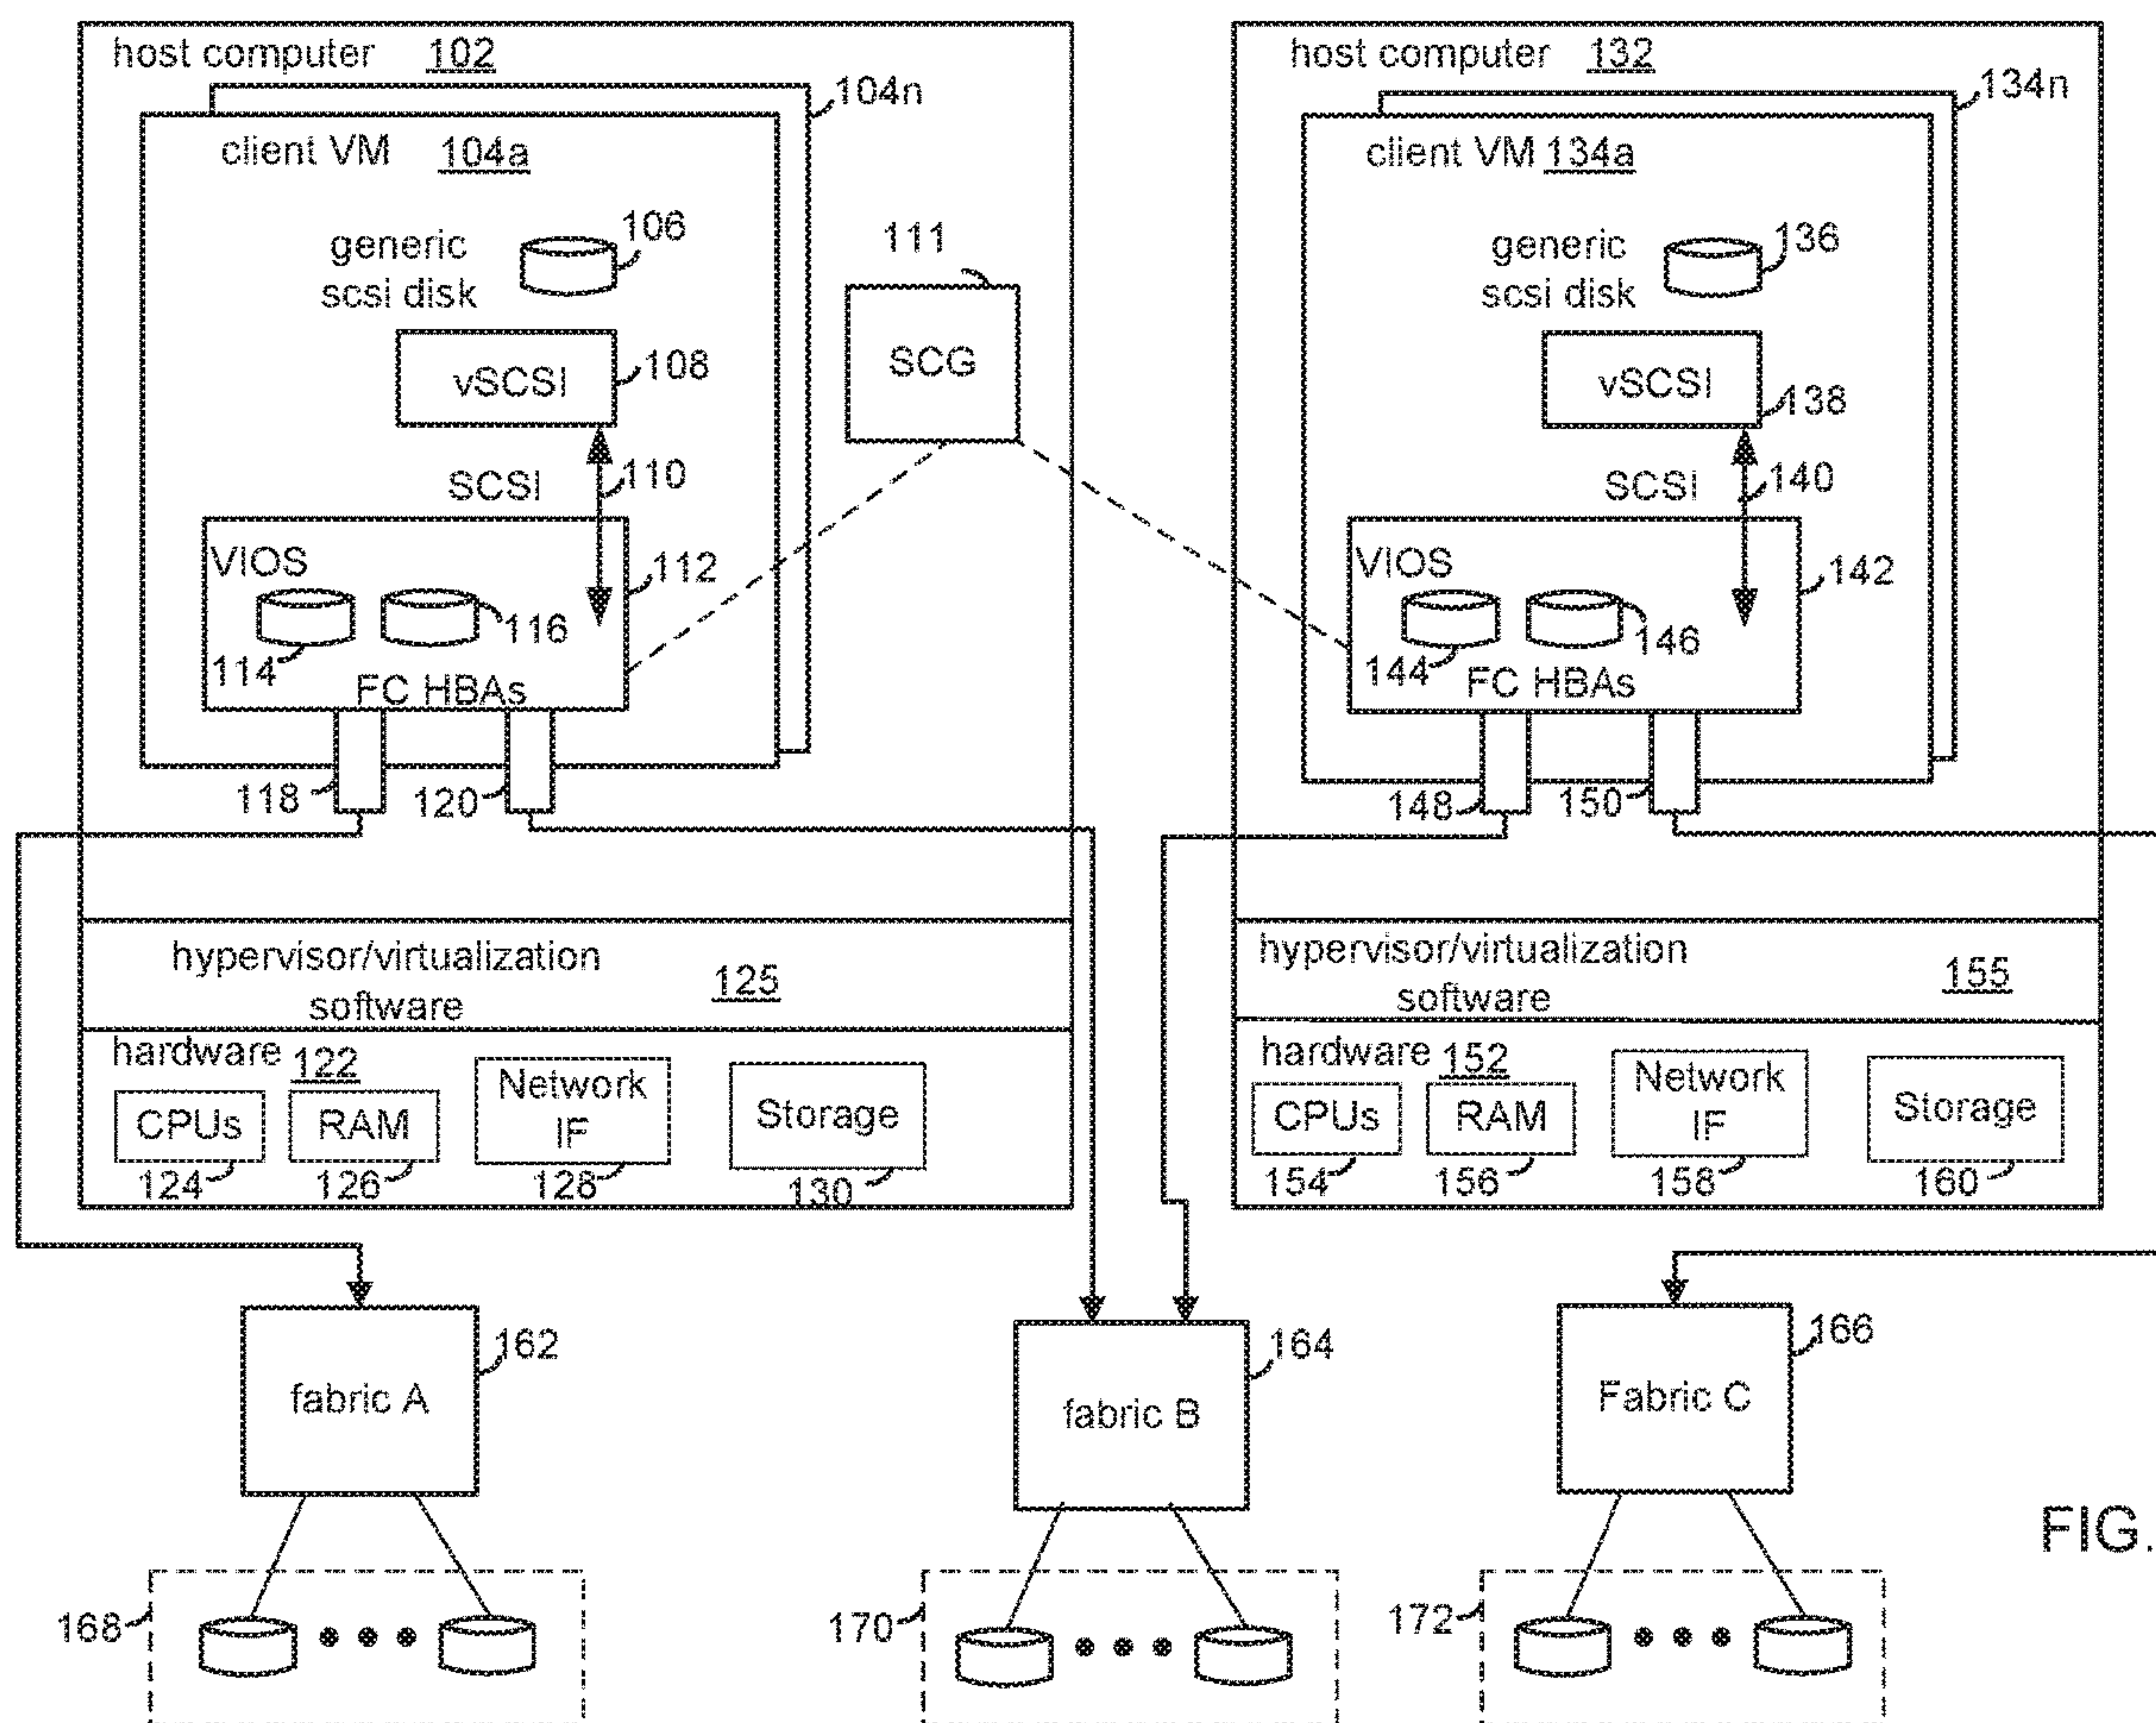 host computer 102
104n
client VM 104a
generic
scsi disk
106
vSCSI
108
SCSI
110
111
SCG
VIOS
112
114
116
FC HBAs
118
120
hypervisor/virtualization
software
125
hardware 122
CPUs
124
RAM
126
Network
IF
128
Storage
130
host computer 132
134n
client VM 134a
generic
scsi disk
136
vSCSI
138
SCSI
140
VIOS
142
144
146
FC HBAs
148
150
hypervisor/virtualization
software
155
hardware 152
CPUs
154
RAM
156
Network
IF
158
Storage
160
fabric A
162
fabric B
164
Fabric C
166
168
170
172
FIG.